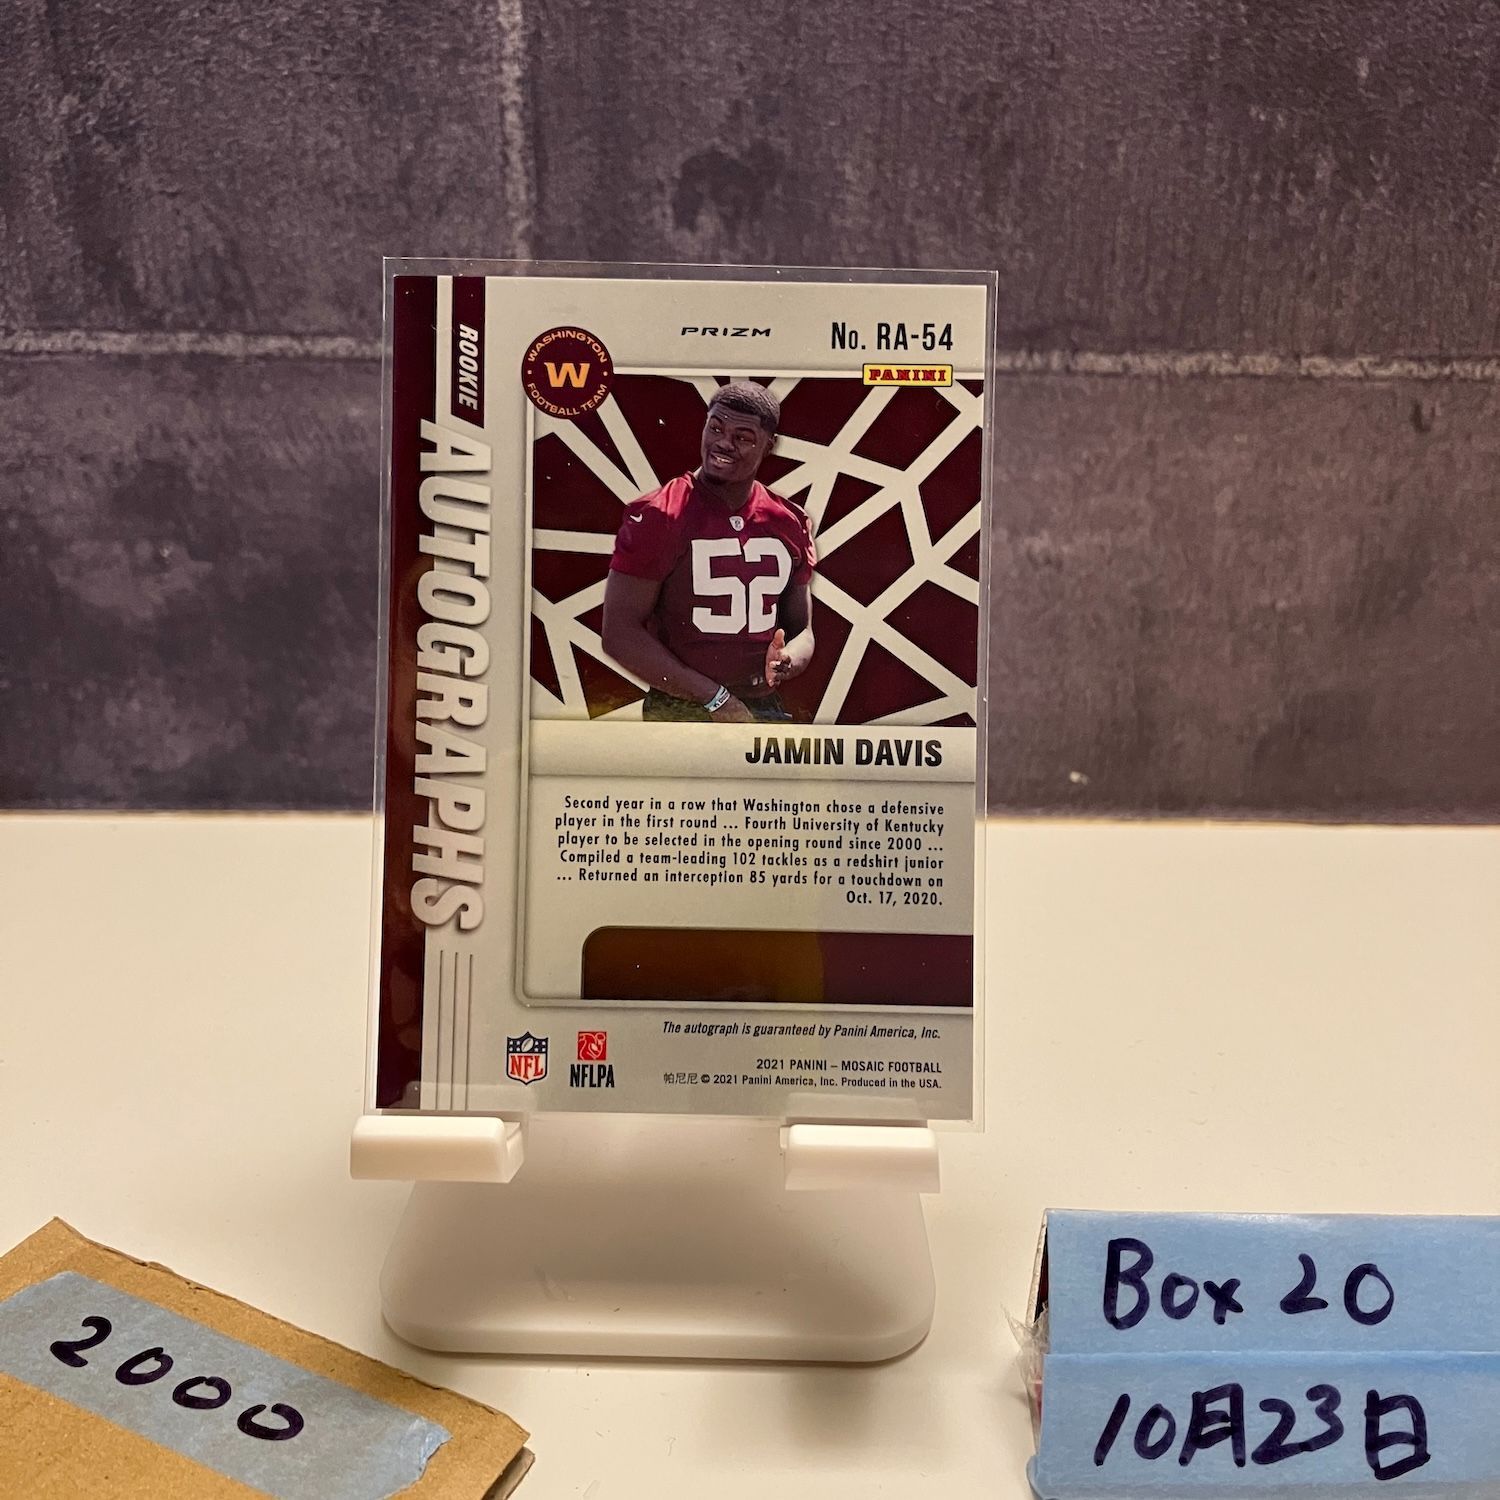 ROOKIE
AUTOGRAPHS
WASHINGTON
W
FOOTBALL TEAM
PRIZM
No. RA-54
PANINI
52
JAMIN DAVIS
Second year in a row that Washington chose a defensive
player in the first round ... Fourth University of Kentucky
player to be selected in the opening round since 2000 ...
Compiled a team-leading 102 tackles as a redshirt junior
... Returned an interception 85 yards for a touchdown on
Oct. 17, 2020.
The autograph is guaranteed by Panini America, Inc.
NFL
NFLPA
2021 PANINI – MOSAIC FOOTBALL
帕尼尼 © 2021 Panini America, Inc. Produced in the USA.
2000
Box 20
10月23日